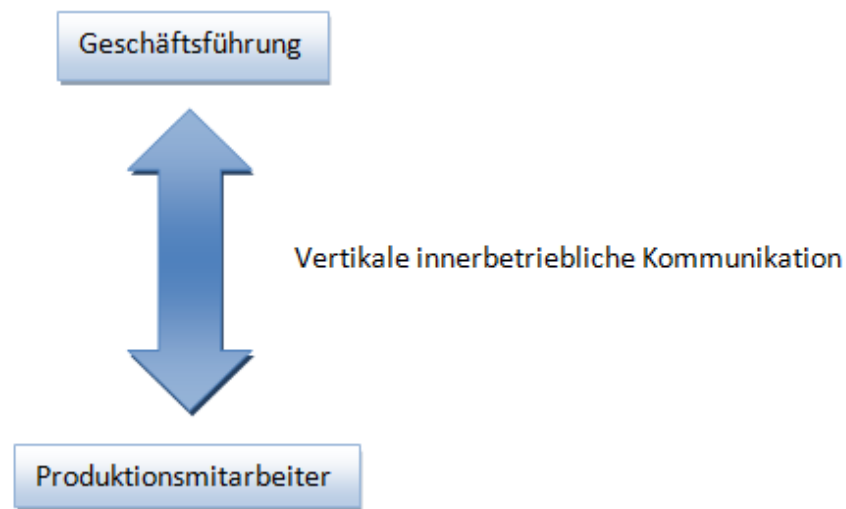 Geschäftsführung
Vertikale innerbetriebliche Kommunikation
Produktionsmitarbeiter